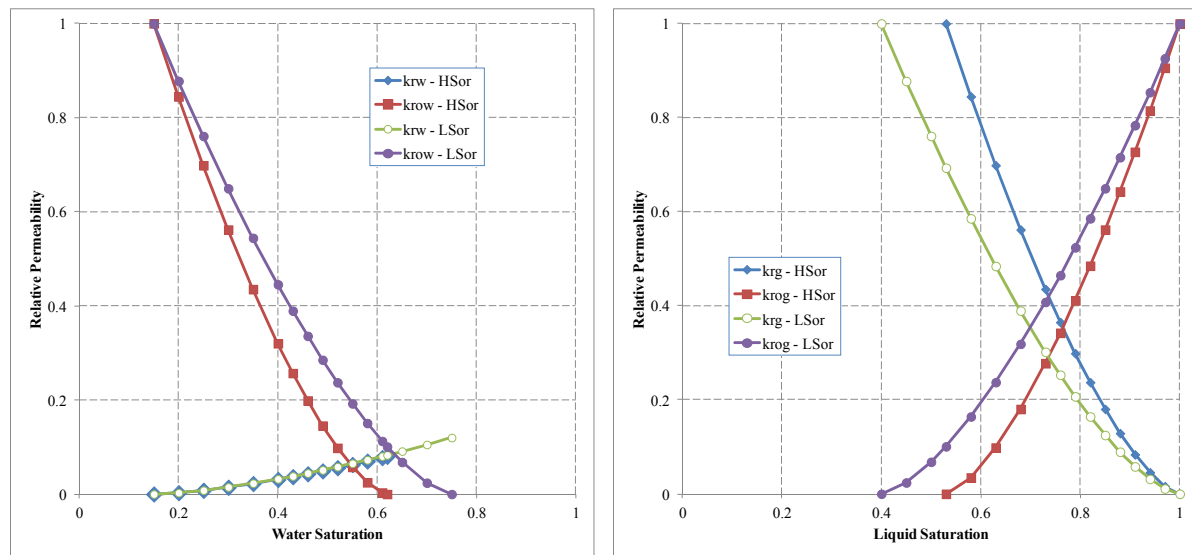 1
0.8
0.6
0.4
0.2
0
0
0.2
0.4
0.6
0.8
1
Relative Permeability
Water Saturation
krw - HSor
krow - HSor
krw - LSor
krow - LSor
1
0.8
0.6
0.4
0.2
0
0
0.2
0.4
0.6
0.8
1
Relative Permeability
Liquid Saturation
krg - HSor
krog - HSor
krg - LSor
krog - LSor